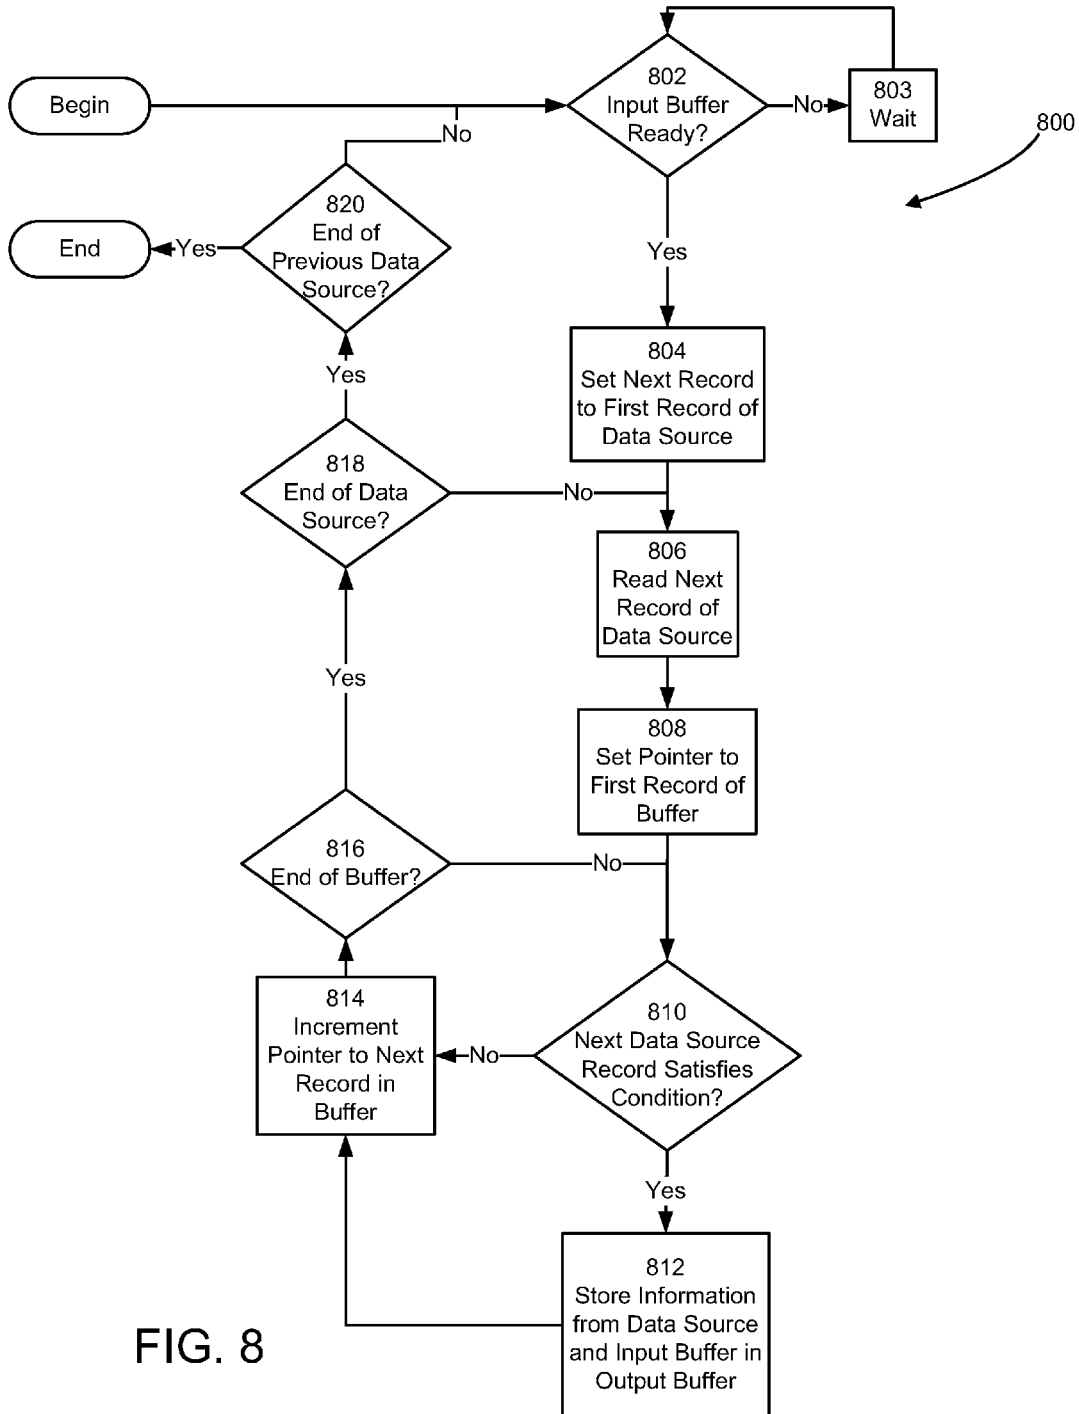 Begin
802
Input Buffer
Ready?
No
803
Wait
800
No
820
End of
Previous Data
Source?
Yes
End
Yes
804
Set Next Record
to First Record of
Data Source
Yes
818
End of Data
Source?
No
806
Read Next
Record of
Data Source
Yes
808
Set Pointer to
First Record of
Buffer
816
End of Buffer?
No
814
Increment
Pointer to Next
Record in
Buffer
No
810
Next Data Source
Record Satisfies
Condition?
Yes
812
Store Information
from Data Source
and Input Buffer in
Output Buffer
FIG. 8